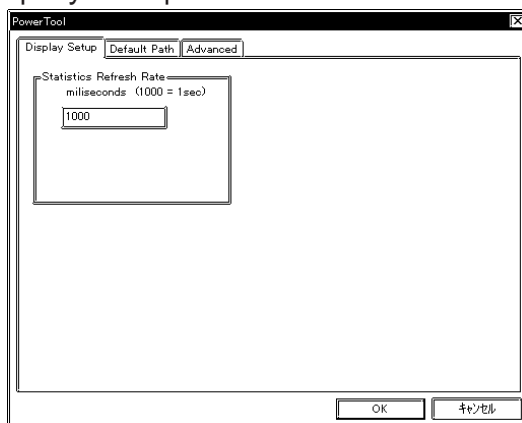 PowerTool
Display Setup Default Path Advanced
Statistics Refresh Rate
miliseconds (1000 = 1sec)
1000
OK キャンセル